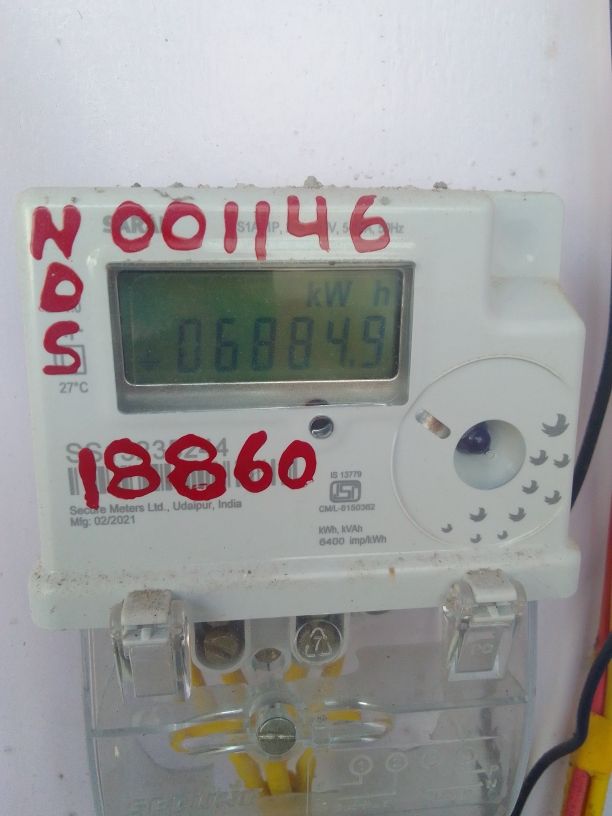 N 001146
D
S
kW h
06884.9
27°C
18860
IS 13779
CM/L-8150362
Secure Meters Ltd., Udaipur, India
Mfg: 02/2021
kWh, kVAh
6400 imp/kWh